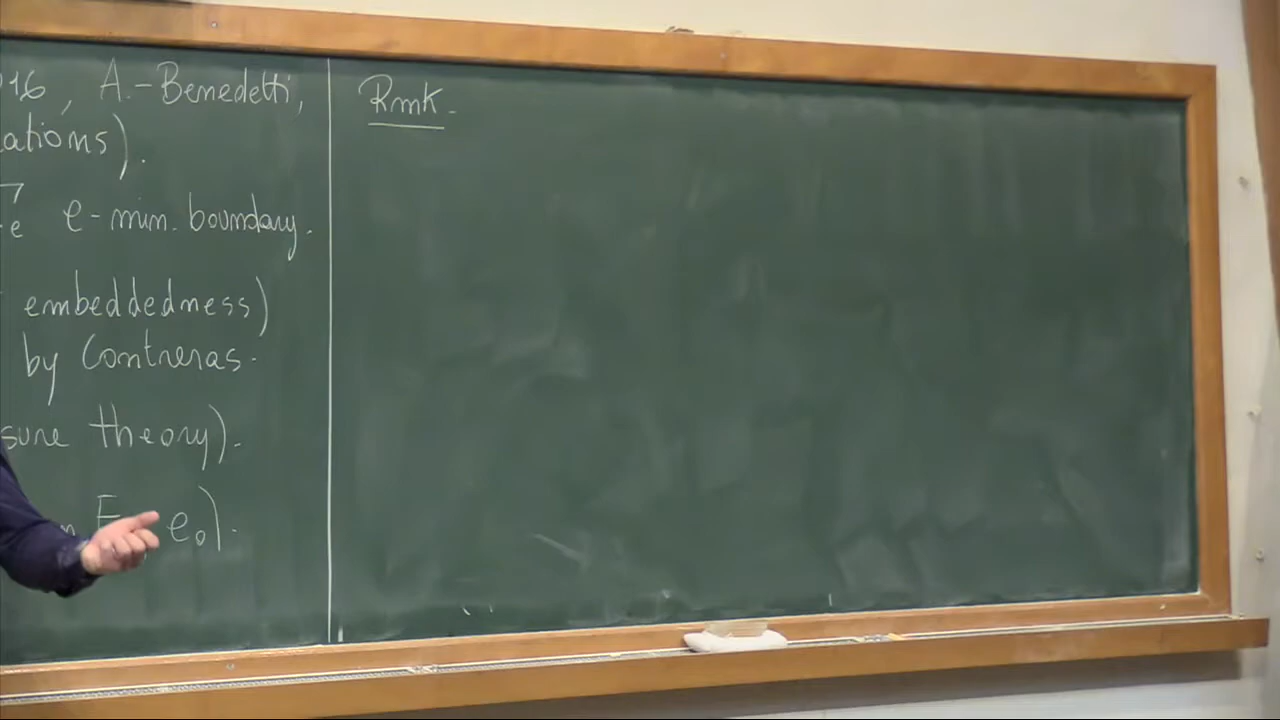 16, A.-Benedetti,
ations).
e e-min. boundary.
embeddedness)
by Contreras.
sure theory).
E e₀).
Rmk.